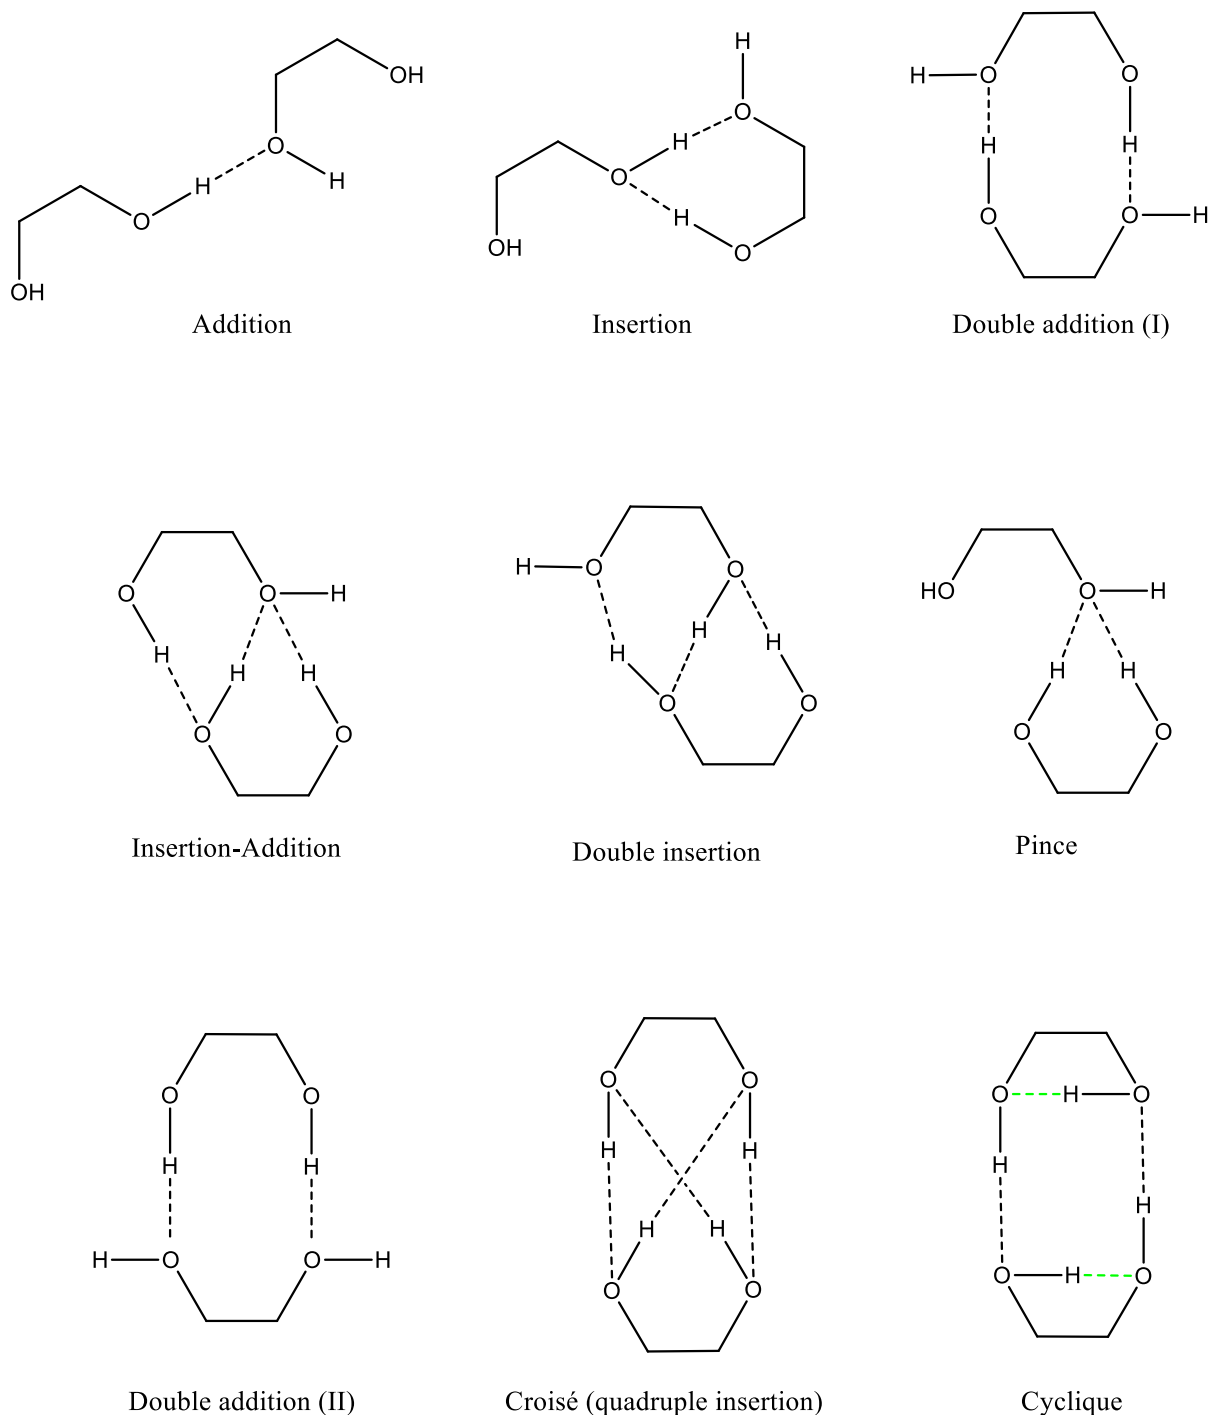 H
OH
H
O
O
H
H
O
O
H
H
H
H
O
O
O
H
O
O
H
OH
O
OH
Addition
Insertion
Double addition (I)
H
O
O
O
O
H
HO
O
H
H
H
H
H
H
H
H
H
O
O
O
O
O
O
Insertion-Addition
Double insertion
Pince
O
O
O
O
O
H
O
H
H
H
H
H
H
H
H
H
O
O
H
O
O
O
H
O
Double addition (II)
Croisé (quadruple insertion)
Cyclique